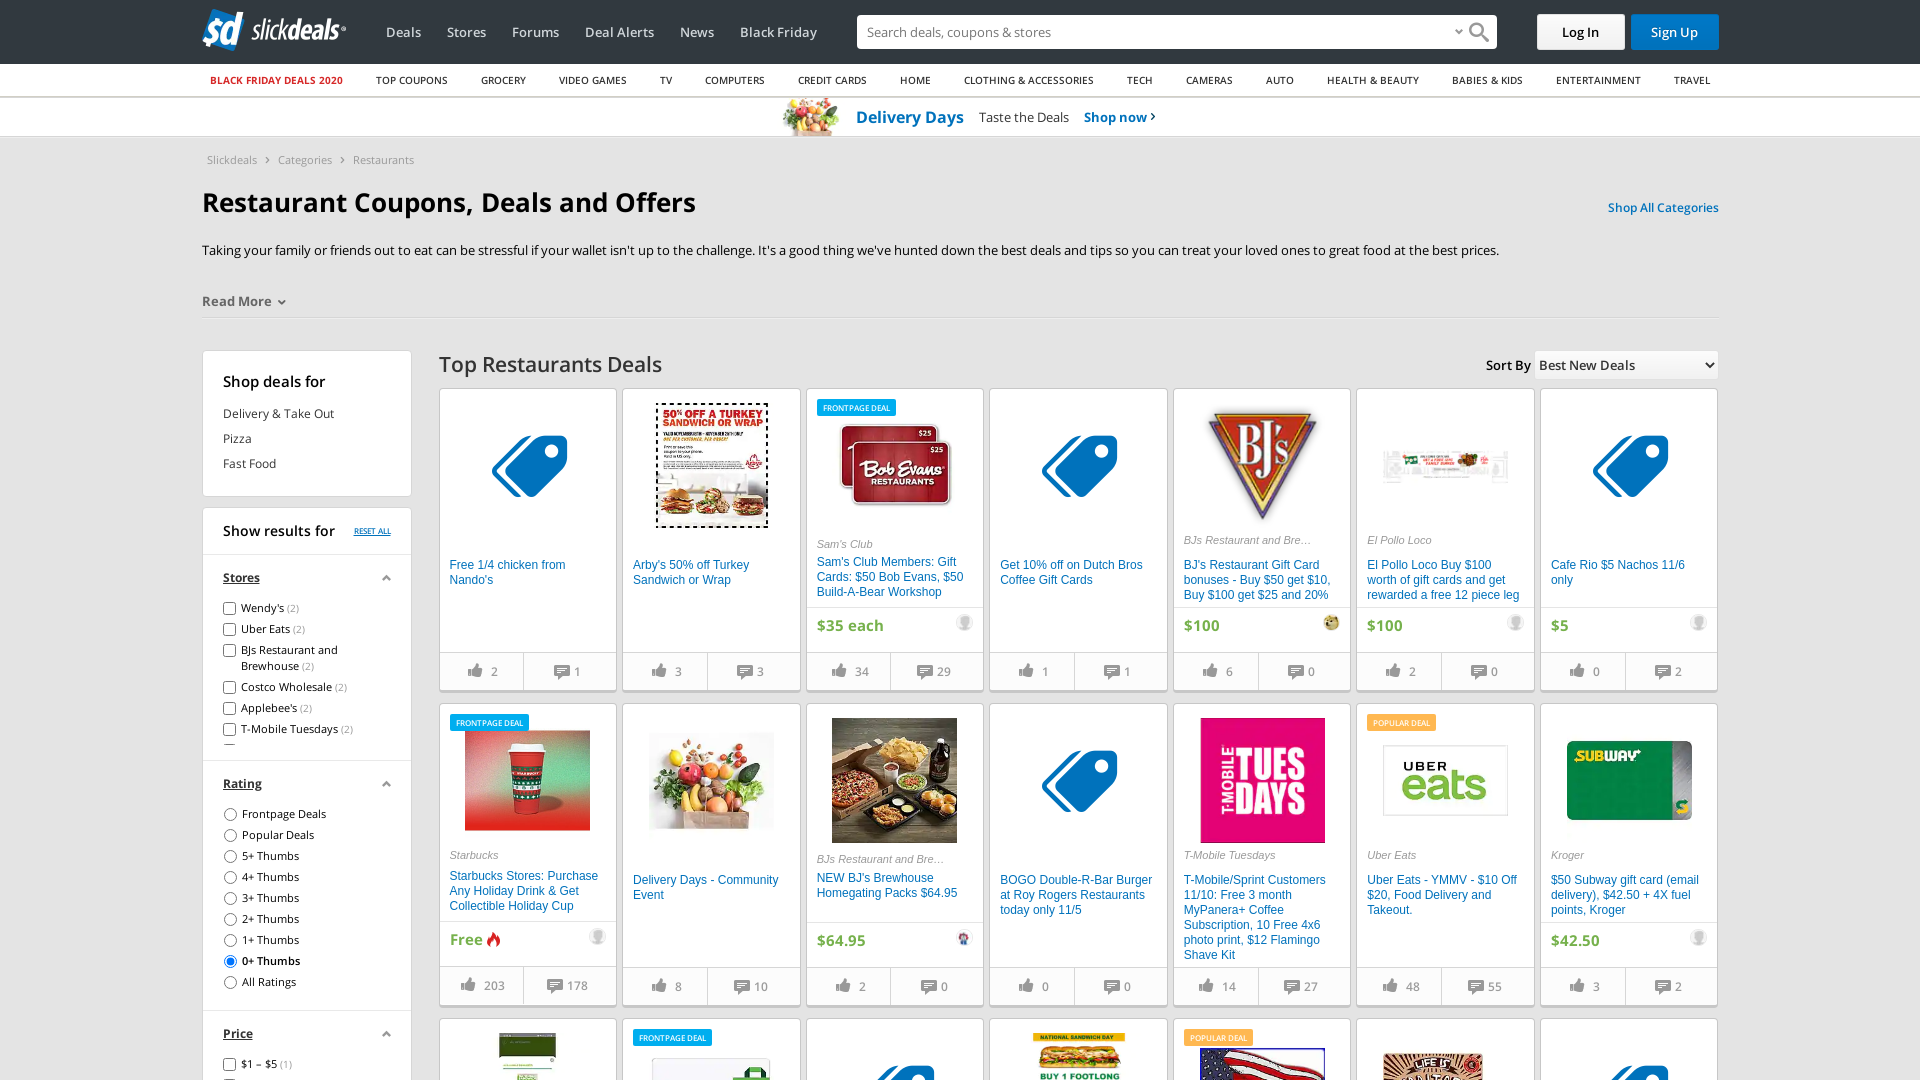 slickdeals
Deals
Stores
Forums
Deal Alerts
News
Black Friday
Search deals, coupons & stores
Log In
Sign Up
BLACK FRIDAY DEALS 2020
TOP COUPONS
GROCERY
VIDEO GAMES
TV
COMPUTERS
CREDIT CARDS
HOME
CLOTHING & ACCESSORIES
TECH
CAMERAS
AUTO
HEALTH & BEAUTY
BABIES & KIDS
ENTERTAINMENT
TRAVEL
Delivery Days Taste the Deals Shop now
Slickdeals > Categories > Restaurants
Restaurant Coupons, Deals and Offers
Shop All Categories
Taking your family or friends out to eat can be stressful if your wallet isn't up to the challenge. It's a good thing we've hunted down the best deals and tips so you can treat your loved ones to great food at the best prices.
Read More
Shop deals for
Delivery & Take Out
Pizza
Fast Food
Show results for
RESET ALL
Stores
Wendy's (2)
Uber Eats (2)
BJs Restaurant and
Brewhouse (2)
Costco Wholesale (2)
Applebee's (2)
T-Mobile Tuesdays (2)
Rating
Frontpage Deals
Popular Deals
5+ Thumbs
4+ Thumbs
3+ Thumbs
2+ Thumbs
1+ Thumbs
0+ Thumbs
All Ratings
Price
$1 – $5 (1)
Top Restaurants Deals
Sort By Best New Deals
Free 1/4 chicken from
Nando's
2
1
50% OFF A TURKEY
SANDWICH OR WRAP
Arby's 50% off Turkey
Sandwich or Wrap
3
3
FRONTPAGE DEAL
$25
$25
Bob Evans
RESTAURANTS
Sam's Club
Sam's Club Members: Gift
Cards: $50 Bob Evans, $50
Build-A-Bear Workshop
$35 each
34
29
Get 10% off on Dutch Bros
Coffee Gift Cards
1
1
BJ's
BJs Restaurant and Bre…
BJ's Restaurant Gift Card
bonuses - Buy $50 get $10,
Buy $100 get $25 and 20%
$100
6
0
El Pollo Loco
El Pollo Loco Buy $100
worth of gift cards and get
rewarded a free 12 piece leg
$100
2
0
Cafe Rio $5 Nachos 11/6
only
$5
0
2
FRONTPAGE DEAL
Starbucks
Starbucks Stores: Purchase
Any Holiday Drink & Get
Collectible Holiday Cup
Free
203
178
Delivery Days - Community
Event
8
10
BJs Restaurant and Bre…
NEW BJ's Brewhouse
Homegating Packs $64.95
$64.95
2
0
BOGO Double-R-Bar Burger
at Roy Rogers Restaurants
today only 11/5
0
0
T-MOBILE
TUES
DAYS
T-Mobile Tuesdays
T-Mobile/Sprint Customers
11/10: Free 3 month
MyPanera+ Coffee
Subscription, 10 Free 4x6
photo print, $12 Flamingo
Shave Kit
14
27
POPULAR DEAL
UBER
eats
Uber Eats
Uber Eats - YMMV - $10 Off
$20, Food Delivery and
Takeout.
48
55
SUBWAY
Kroger
$50 Subway gift card (email
delivery), $42.50 + 4X fuel
points, Kroger
$42.50
3
2
FRONTPAGE DEAL
NATIONAL SANDWICH DAY
BUY 1 FOOTLONG
POPULAR DEAL
LIFE IS